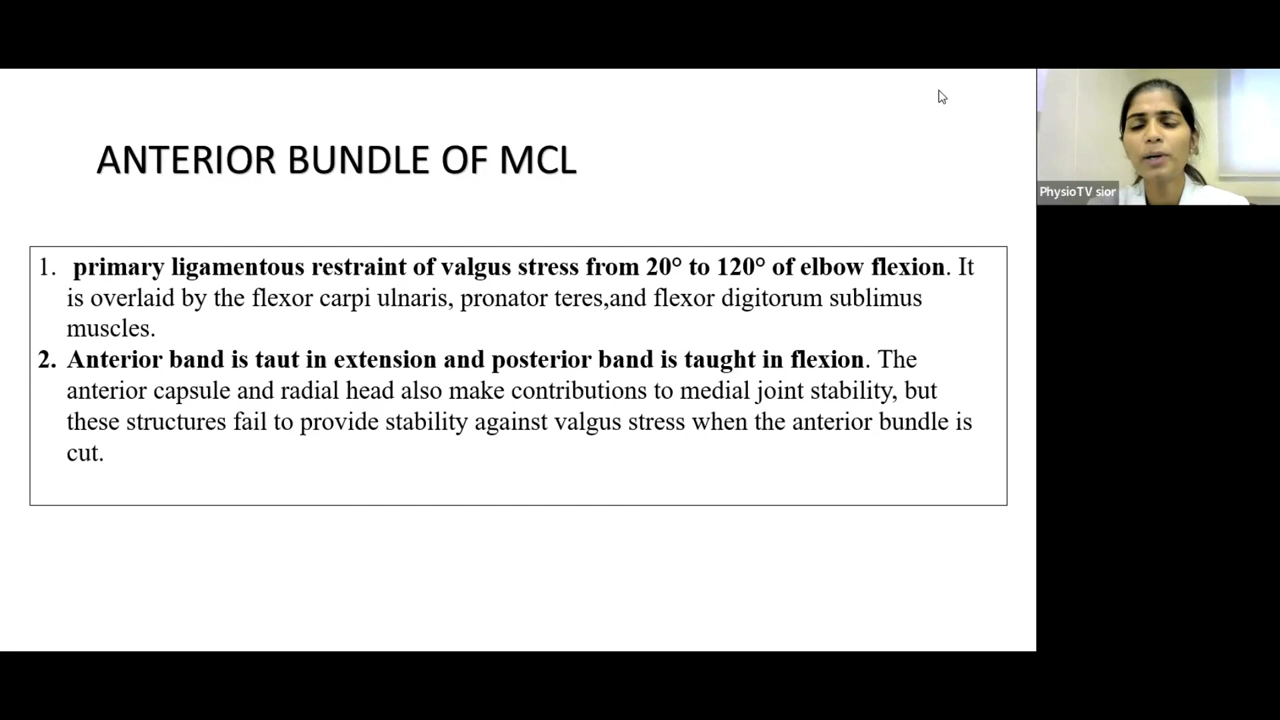 ANTERIOR BUNDLE OF MCL
1. primary ligamentous restraint of valgus stress from 20° to 120° of elbow flexion. It
is overlaid by the flexor carpi ulnaris, pronator teres,and flexor digitorum sublimus
muscles.
2. Anterior band is taut in extension and posterior band is taught in flexion. The
anterior capsule and radial head also make contributions to medial joint stability, but
these structures fail to provide stability against valgus stress when the anterior bundle is
cut.
PhysioTV sior